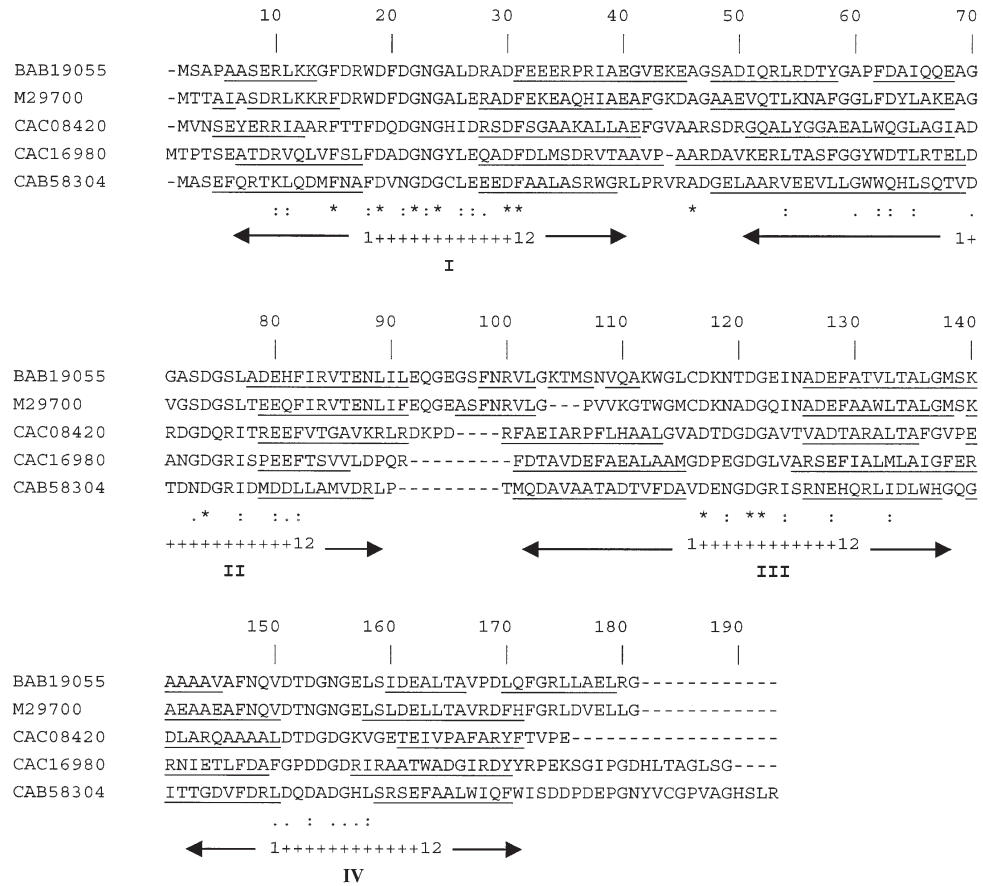 10 20 30 40 50 60 70
BAB19055 -MSAPAASERLKKGFDRWDFDGNGALDRADFEEERPRIAEGVEKEAGSADIQRLRDTYGAPFDAIQQEAG
M29700 -MTTAIASDRLKKRFDRWDFDGNGALERADFEKEAQHIAEAFGKDAGAAEVQTLKNAFGGLFDYLAKEAG
CAC08420 -MVNSEYERRIAARFTTFDQDGNGHIDRSDFSGAAKALLAEFGVAARSDRGQALYGGAEALWQGLAGIAD
CAC16980 MTPTSEATDRVQLVFSLFDADGNGYLEQADFDLMSDRVTAAVP-AARDAVKERLTASFGGYWDTLRTELD
CAB58304 -MASEFQRTKLQDMFNAFDVNGDGCLEEEDFAALASRWGRLPRVRADGELAARVEEVLLGWWQHLSQTVD
:: * :* :*:* ::. ** * : : :: : .
1++++++++++++12 1+
I
80 90 100 110 120 130 140
BAB19055 GASDGSLADEHFIRVTENLILEQGEGSFNRVLGKTMSNVQAKWGLCDKNTDGEINADEFATVLTALGMSK
M29700 VGSDGSLTEEQFIRVTENLIFEQGEASFNRVLG---PVVKGTWGMCDKNADGQINADEFAAWLTALGMSK
CAC08420 RDGDQRITREEFVTGAVKRLRDKPD----RFAEIARPFLHAALGVADTDGDGAVTVADTARALTAFGVPE
CAC16980 ANGDGRISPEEFTSVVLDPQR---------FDTAVDEFAEALAAMGDPEGDGLVARSEFIALMLAIGFER
CAB58304 TDNDGRIDMDDLLAMVDRLP---------TMQDAVAATADTVFDAVDENGDGRISRNEHQRLIDLWHGQG
.* : :.: * : ** : : :
+++++++++++12 1++++++++++++12
II III
150 160 170 180 190
BAB19055 AAAAVAFNQVDTDGNGELSIDEALTAVPDLQFGRLLAELRG------------
M29700 AEAAEAFNQVDTNGNGELSLDELLTAVRDFHFGRLDVELLG------------
CAC08420 DLARQAAAALDTDGDGKVGETEIVPAFARYFTVPE------------------
CAC16980 RNIETLFDAFGPDDGDRIRAATWADGIRDYYRPEKSGIPGDHLTAGLSG----
CAB58304 ITTGDVFDRLDQDADGHLSRSEFAALWIQFWISDDPDEPGNYVCGPVAGHSLR
.. : ...:
1++++++++++++12
IV